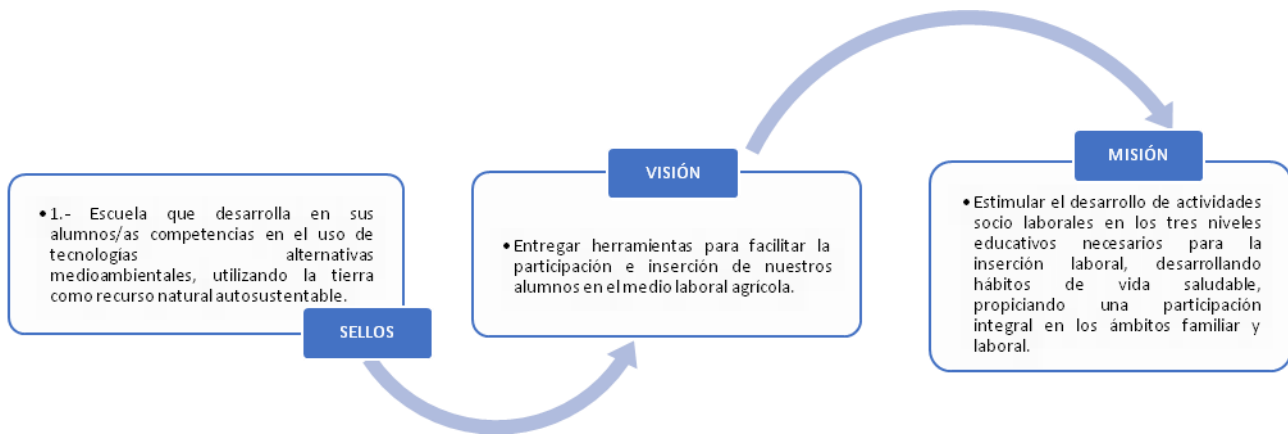 • 1.- Escuela que desarrolla en sus
alumnos/as competencias en el uso de
tecnologías alternativas
medioambientales, utilizando la tierra
como recurso natural autosustentable.
SELLOS
VISIÓN
• Entregar herramientas para facilitar la
participación e inserción de nuestros
alumnos en el medio laboral agrícola.
MISIÓN
• Estimular el desarrollo de actividades
socio laborales en los tres niveles
educativos necesarios para la
inserción laboral, desarrollando
hábitos de vida saludable,
propiciando una participación
integral en los ámbitos familiar y
laboral.